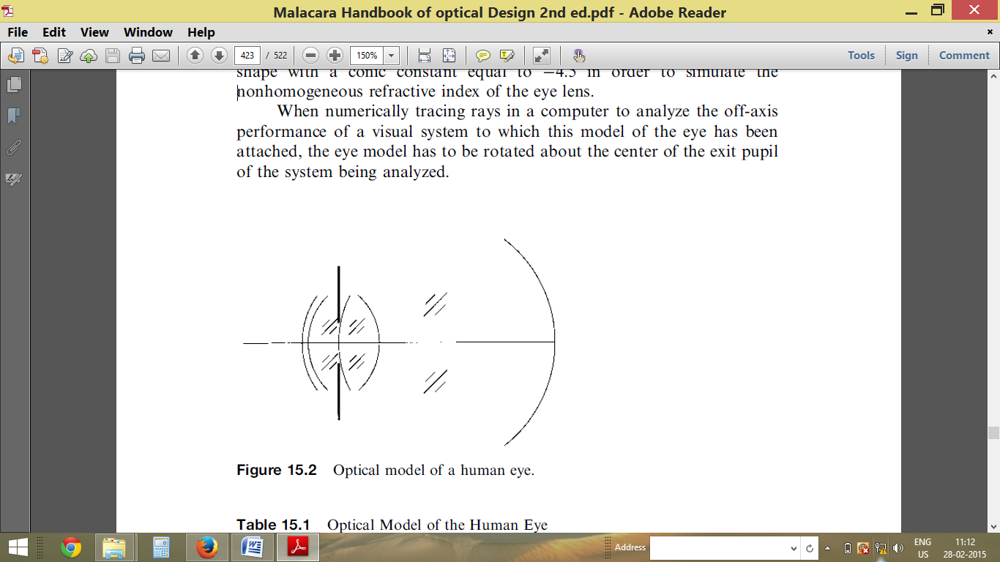 Malacara Handbook of optical Design 2nd ed.pdf - Adobe Reader
File Edit View Window Help
423 / 522 150% Tools Sign Comment
shape with a conic constant equal to −4.5 in order to simulate the
nonhomogeneous refractive index of the eye lens.
When numerically tracing rays in a computer to analyze the off-axis
performance of a visual system to which this model of the eye has been
attached, the eye model has to be rotated about the center of the exit pupil
of the system being analyzed.
Figure 15.2 Optical model of a human eye.
Table 15.1 Optical Model of the Human Eye
Address
ENG 11:12
US 28-02-2015